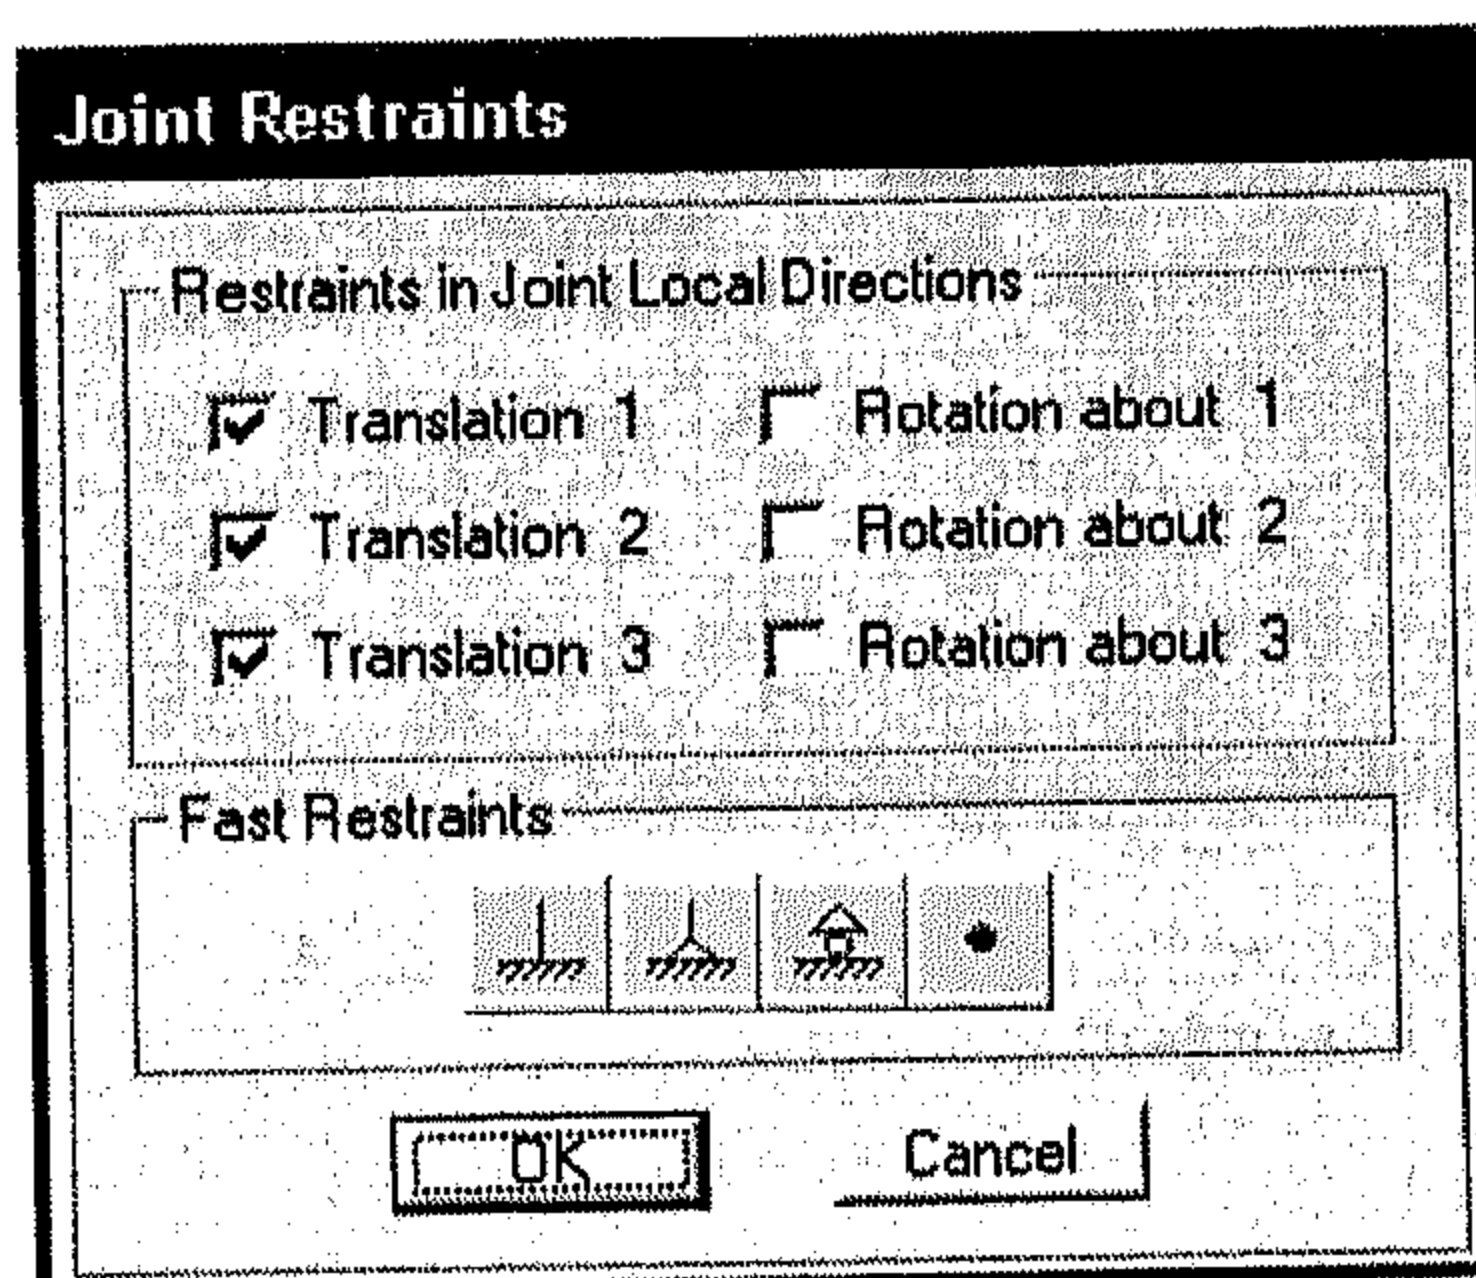 Joint Restraints
Restraints in Joint Local Directions
Translation 1 Rotation about 1
Translation 2 Rotation about 2
Translation 3 Rotation about 3
Fast Restraints
OK Cancel